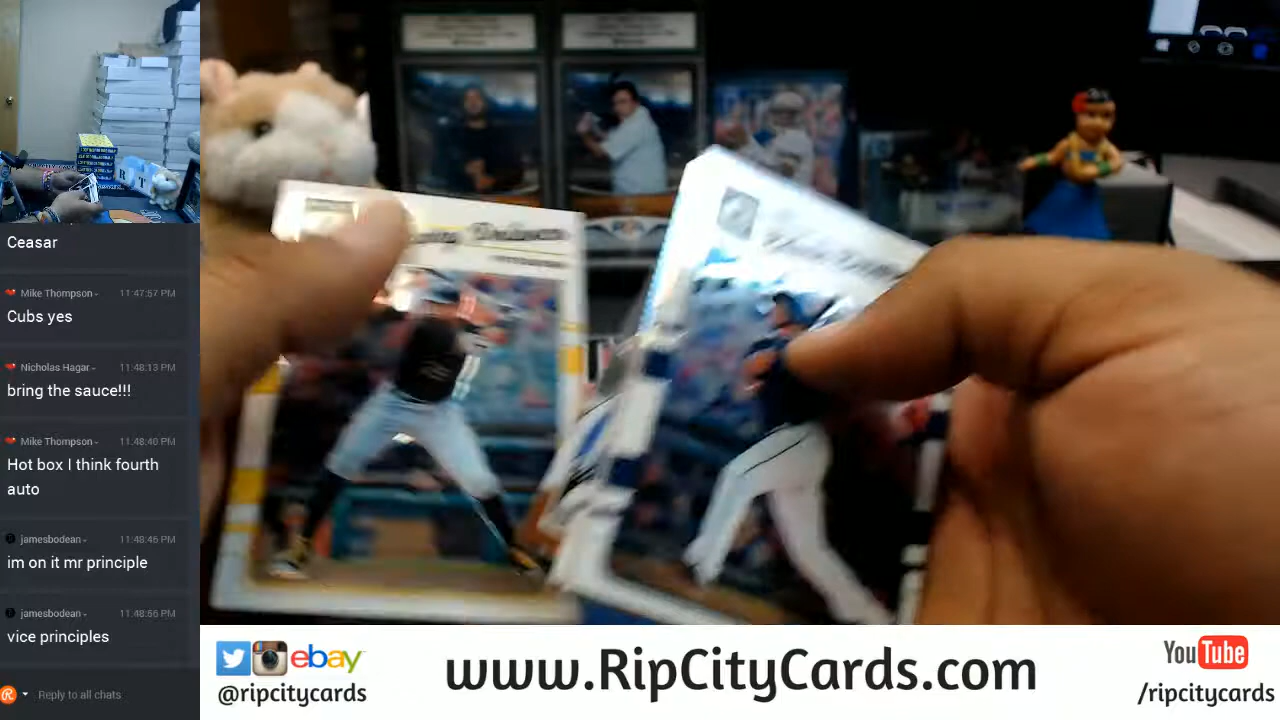 Ceasar
Mike Thompson 11:47:57 PM
Cubs yes
Nicholas Hagar 11:48:13 PM
bring the sauce!!!
Mike Thompson 11:48:40 PM
Hot box I think fourth
auto
jamesbodean 11:48:46 PM
im on it mr principle
jamesbodean 11:48:56 PM
vice principles
Reply to all chats
ebay
@ripcitycards
www.RipCityCards.com
YouTube
/ripcitycards